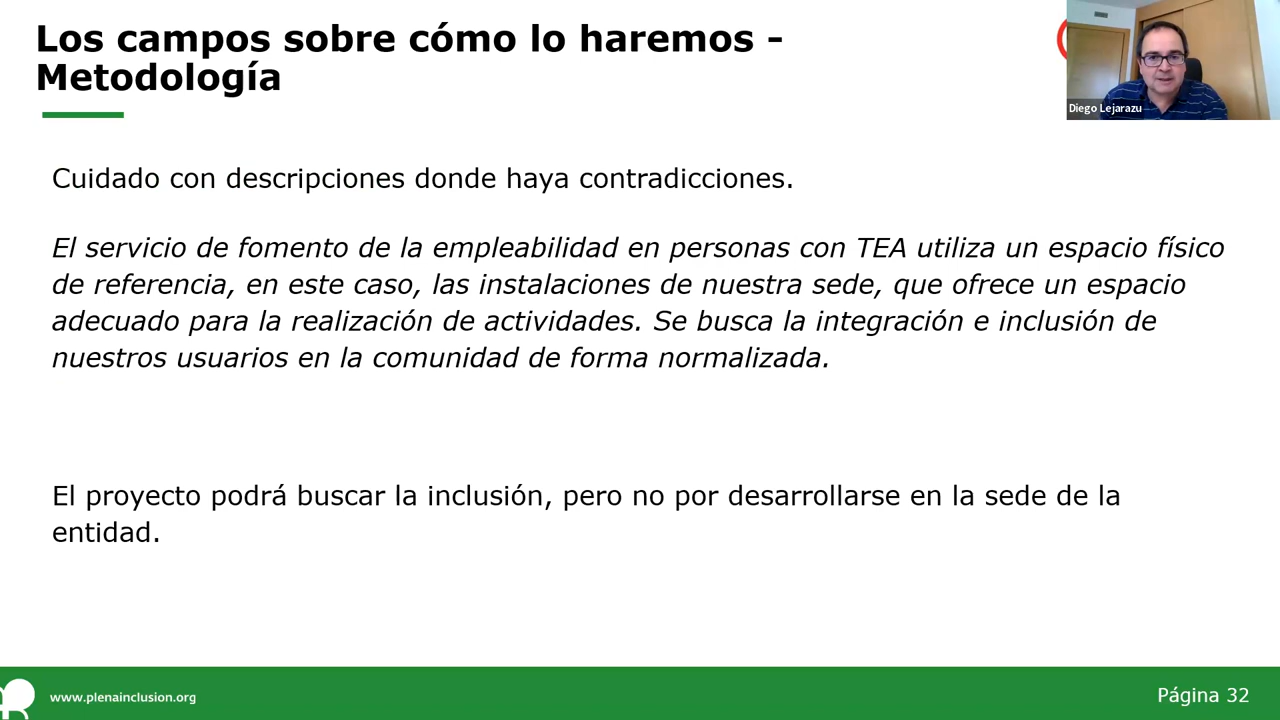 Los campos sobre cómo lo haremos -
Metodología
Diego Lejarazu
Cuidado con descripciones donde haya contradicciones.
El servicio de fomento de la empleabilidad en personas con TEA utiliza un espacio físico
de referencia, en este caso, las instalaciones de nuestra sede, que ofrece un espacio
adecuado para la realización de actividades. Se busca la integración e inclusión de
nuestros usuarios en la comunidad de forma normalizada.
El proyecto podrá buscar la inclusión, pero no por desarrollarse en la sede de la
entidad.
www.plenainclusion.org
Página 32